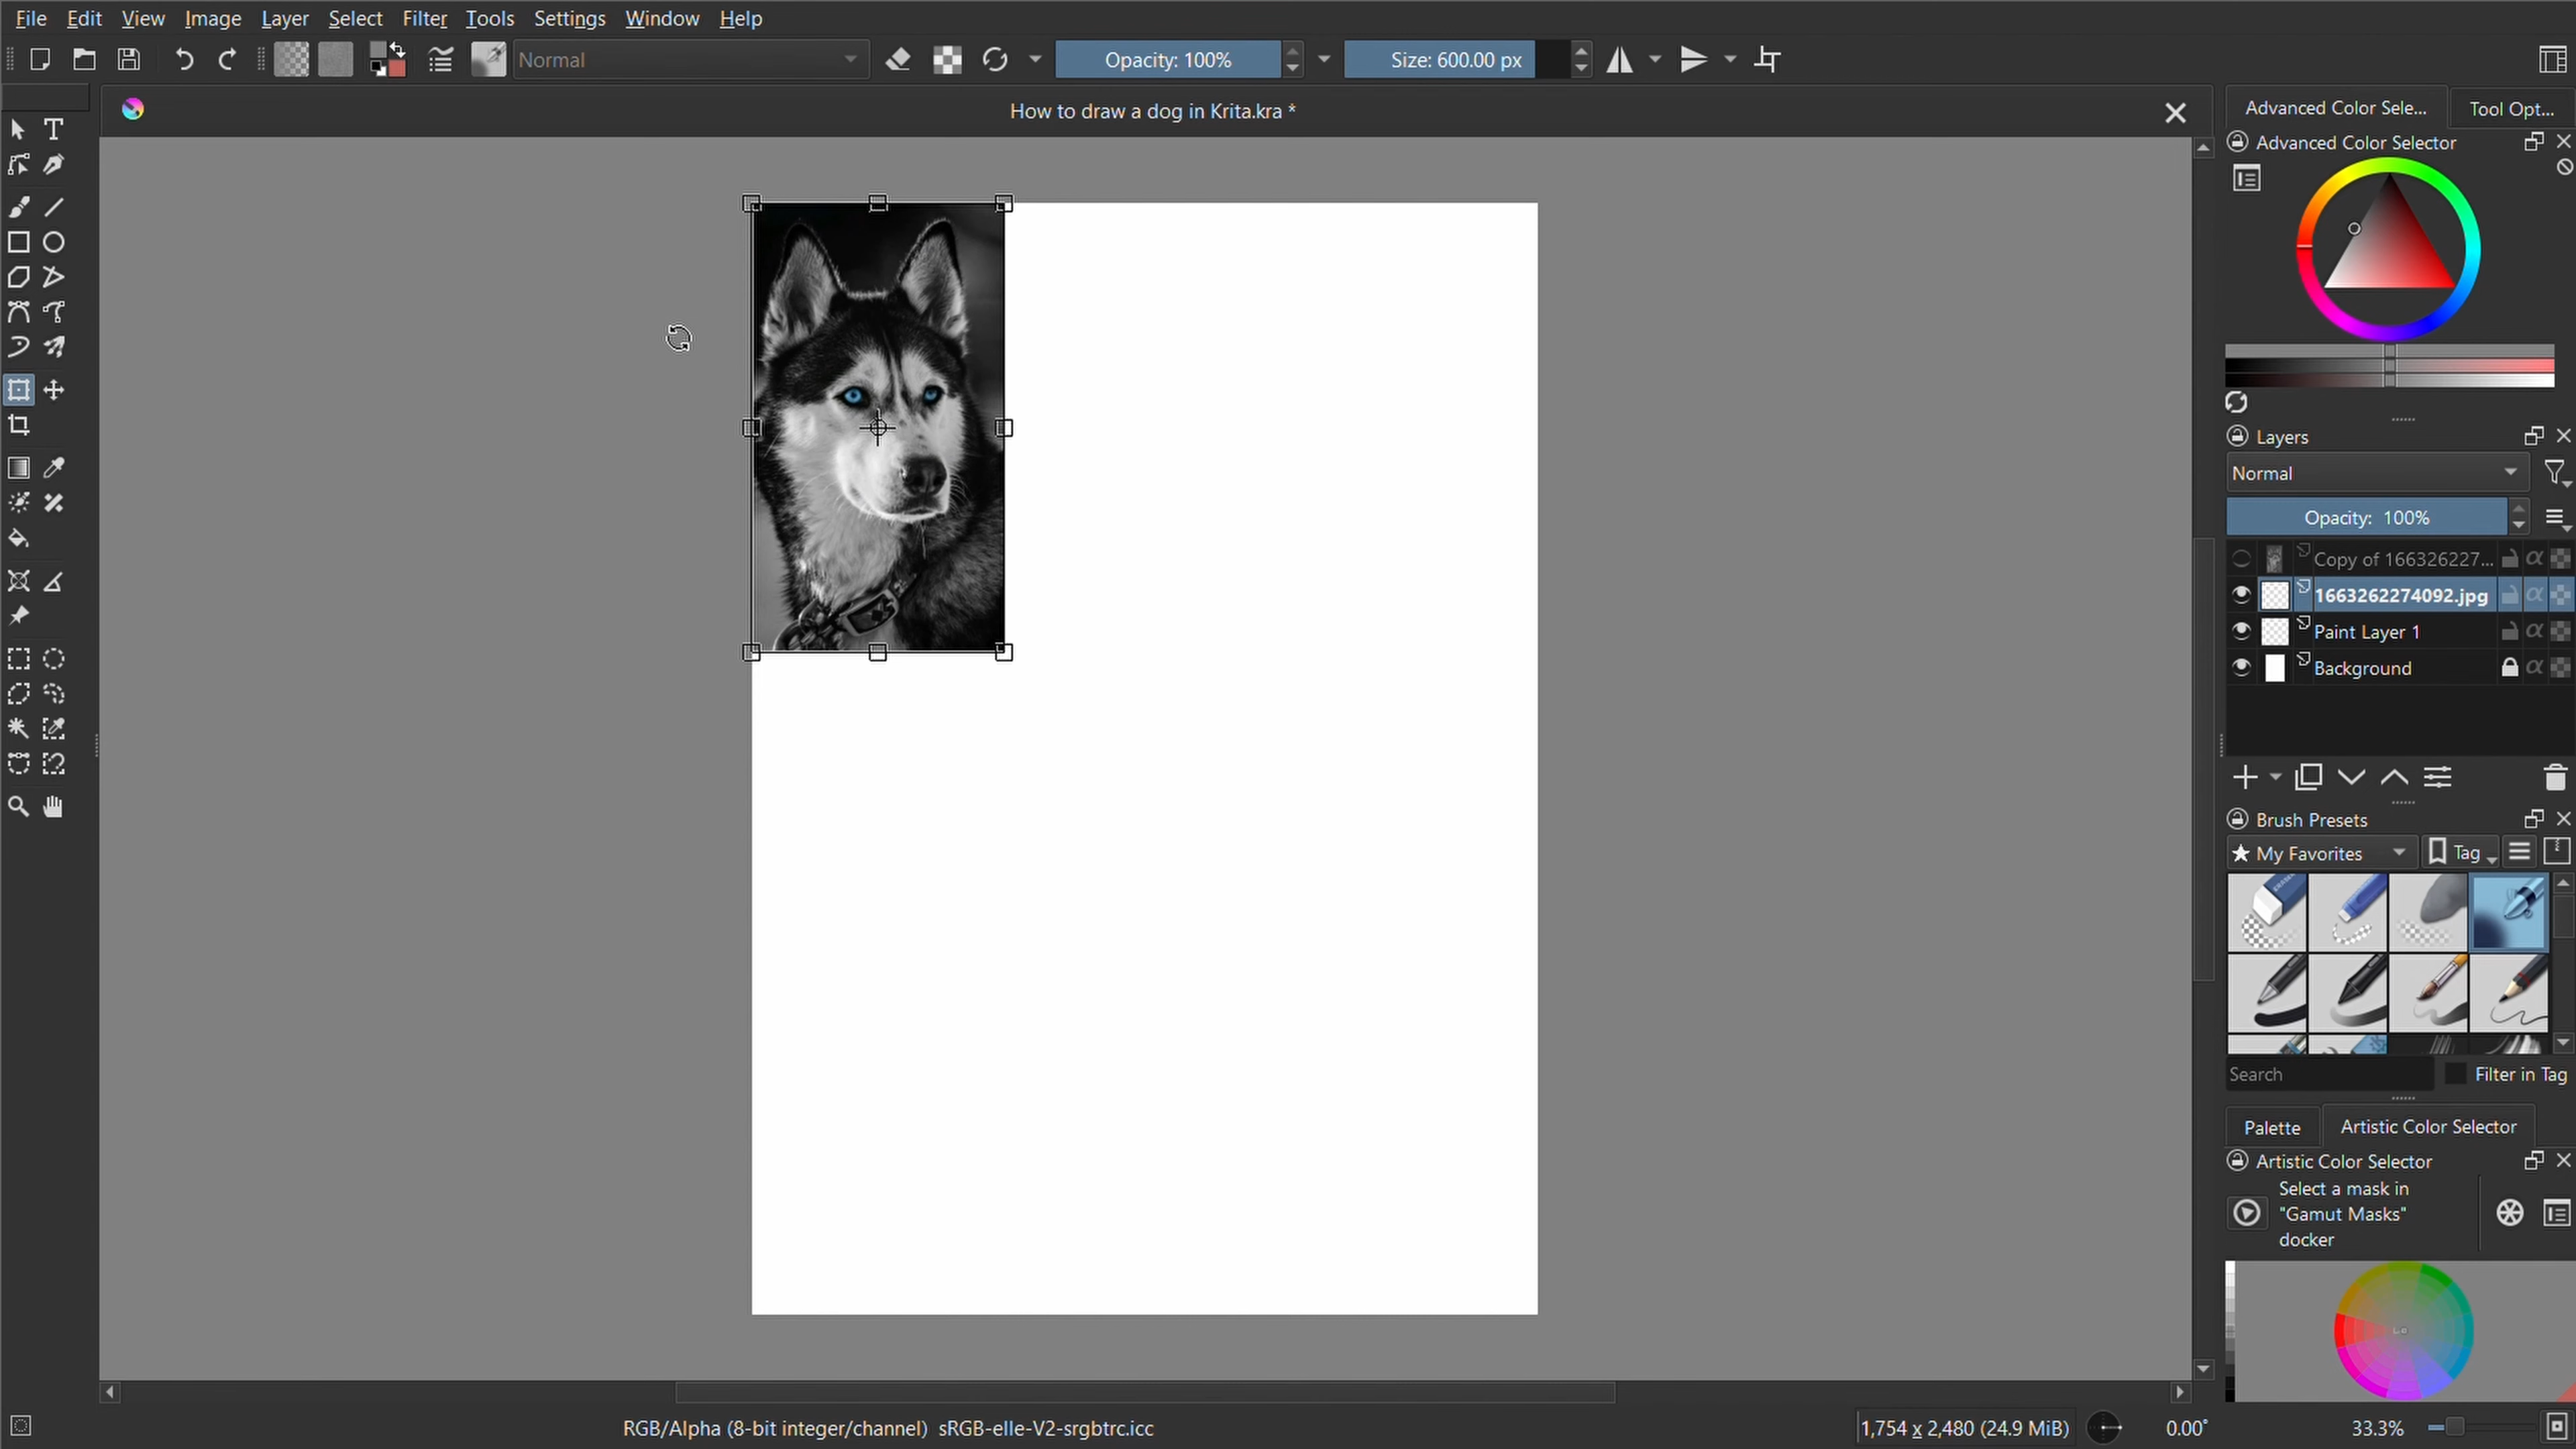 File Edit View Image Layer Select Filter Tools Settings Window Help
Normal Opacity: 100% Size: 600.00 px
How to draw a dog in Krita.kra *
Advanced Color Sele... Tool Opt...
Advanced Color Selector
Layers
Normal
Opacity: 100%
Copy of 166326227...
1663262274092.jpg
Paint Layer 1
Background
Brush Presets
My Favorites Tag
Search Filter in Tag
Palette Artistic Color Selector
Artistic Color Selector
Select a mask in
"Gamut Masks"
docker
RGB/Alpha (8-bit integer/channel) sRGB-elle-V2-srgbtrc.icc 1,754 x 2,480 (24.9 MiB) 0.00° 33.3%